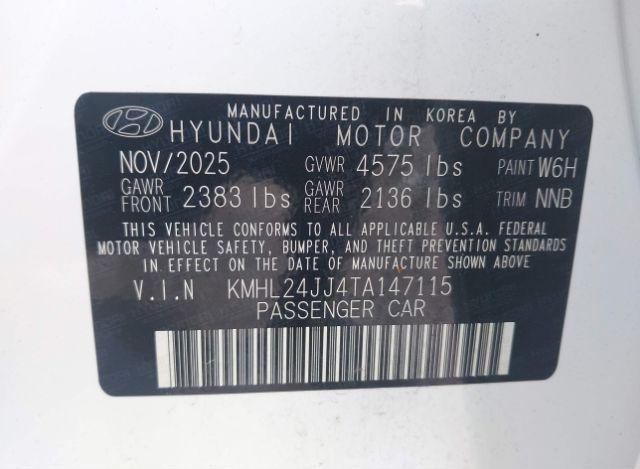 MANUFACTURED IN KOREA BY
HYUNDAI MOTOR COMPANY
NOV/2025 GVWR 4575 lbs PAINT W6H
GAWR FRONT 2383 lbs GAWR REAR 2136 lbs TRIM NNB
THIS VEHICLE CONFORMS TO ALL APPLICABLE U.S.A. FEDERAL
MOTOR VEHICLE SAFETY, BUMPER, AND THEFT PREVENTION STANDARDS
IN EFFECT ON THE DATE OF MANUFACTURE SHOWN ABOVE.
V.I.N KMHL24JJ4TA147115
PASSENGER CAR